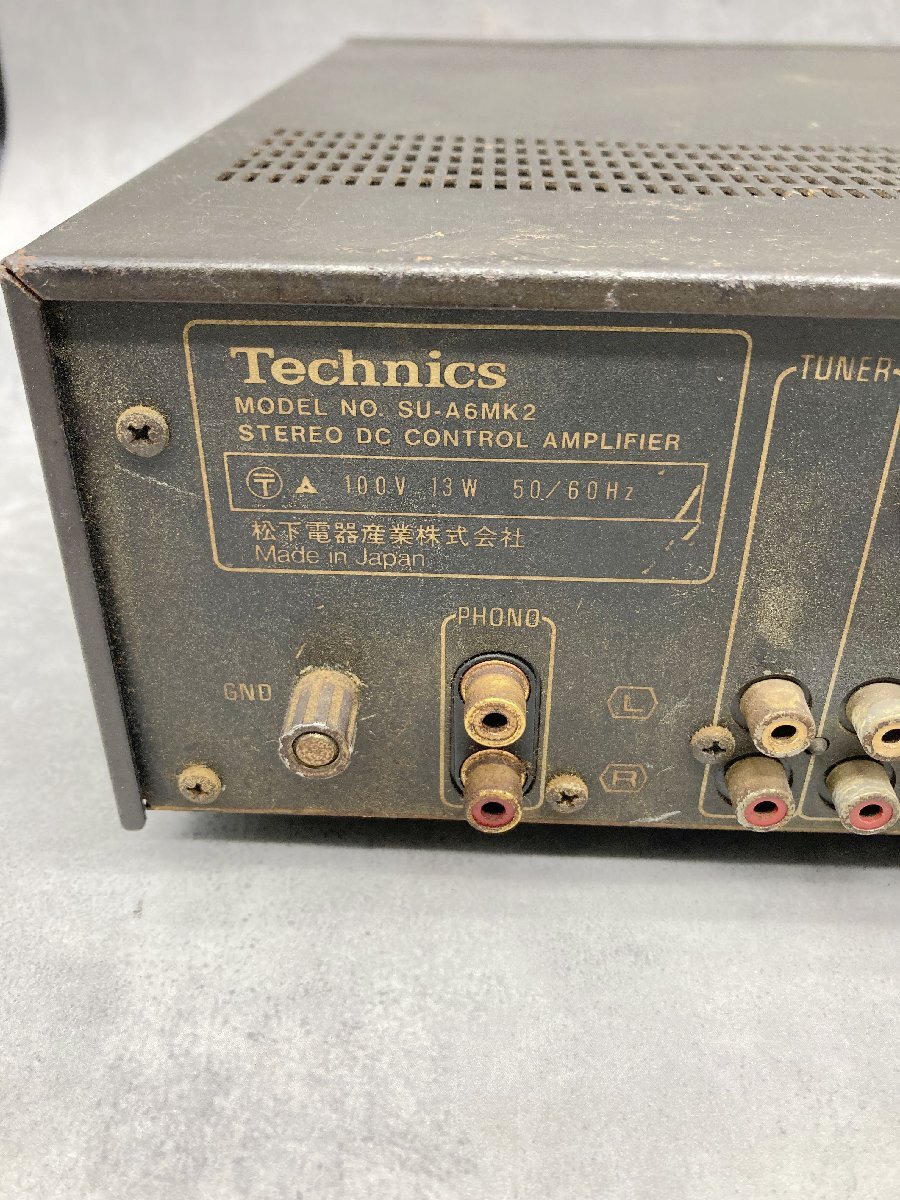 Technics
MODEL NO. SU-A6MK2
STEREO DC CONTROL AMPLIFIER
〒 100V 13W 50/60Hz
松下電器産業株式会社
Made in Japan
TUNER
PHONO
GND
L
R